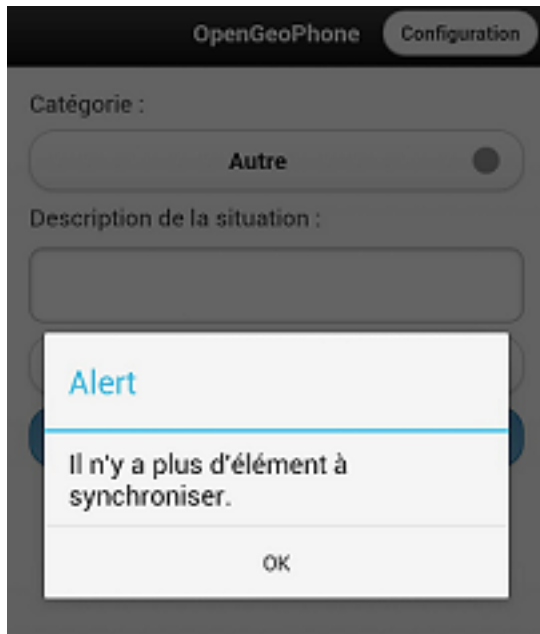 OpenGeoPhone Configuration
Catégorie :
Autre
Description de la situation :
Alert
Il n'y a plus d'élément à
synchroniser.
OK